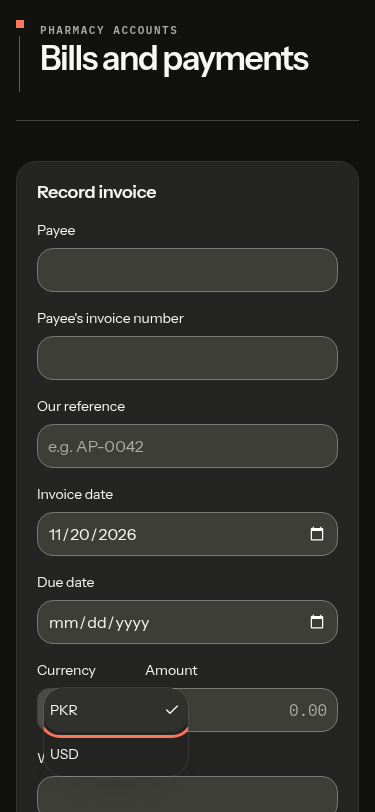 PHARMACY ACCOUNTS
Bills and payments
Record invoice
Payee
Payee's invoice number
Our reference
e.g. AP-0042
Invoice date
11/20/2026
Due date
mm/dd/yyyy
Currency Amount
PKR 0.00
USD